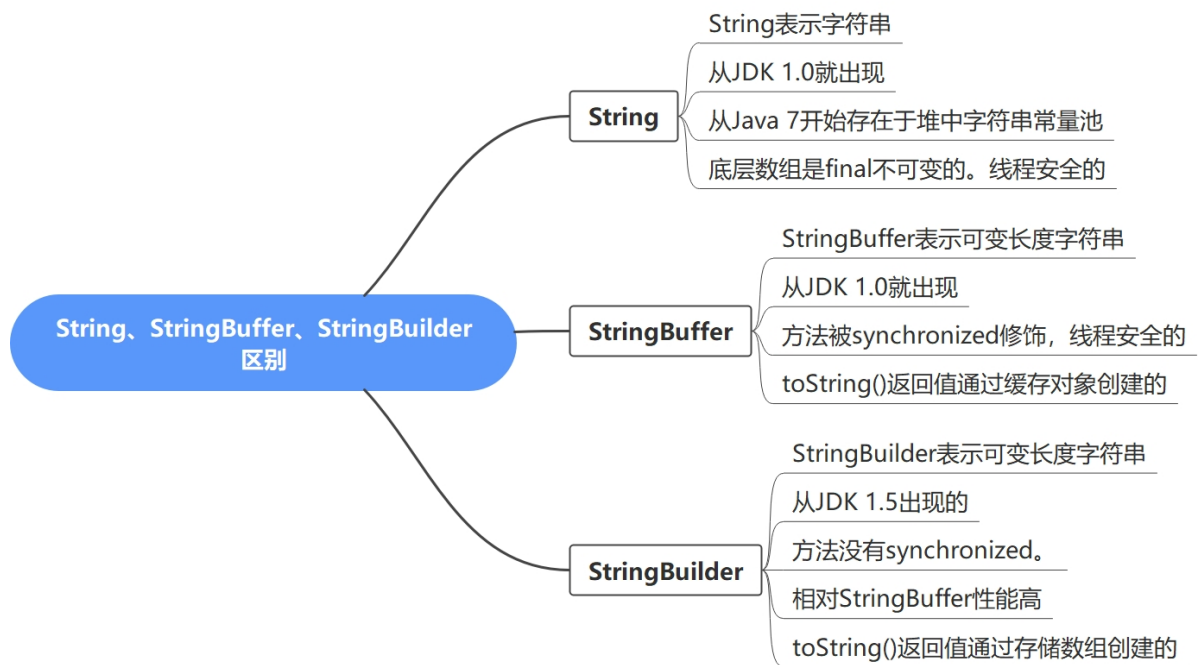 String、StringBuffer、StringBuilder
区别
String
String表示字符串
从JDK 1.0就出现
从Java 7开始存在于堆中字符串常量池
底层数组是final不可变的。线程安全的
StringBuffer
StringBuffer表示可变长度字符串
从JDK 1.0就出现
方法被synchronized修饰，线程安全的
toString()返回值通过缓存对象创建的
StringBuilder
StringBuilder表示可变长度字符串
从JDK 1.5出现的
方法没有synchronized。
相对StringBuffer性能高
toString()返回值通过存储数组创建的